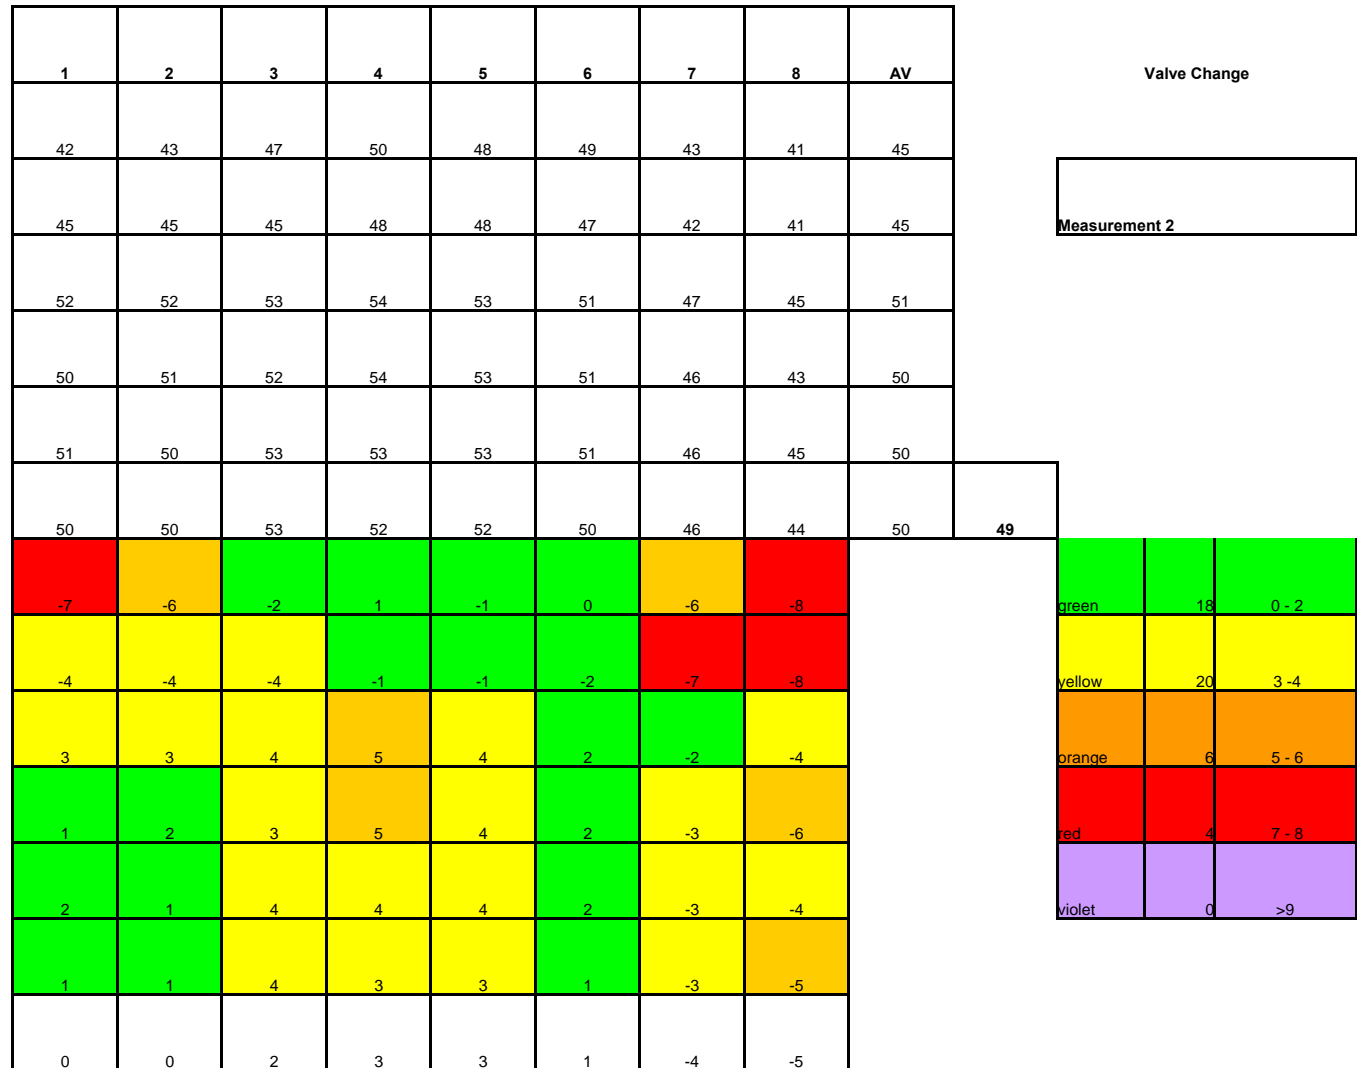 1 2 3 4 5 6 7 8 AV Valve Change
42 43 47 50 48 49 43 41 45
45 45 45 48 48 47 42 41 45 Measurement 2
52 52 53 54 53 51 47 45 51
50 51 52 54 53 51 46 43 50
51 50 53 53 53 51 46 45 50
50 50 53 52 52 50 46 44 50 49
-7 -6 -2 1 -1 0 -6 -8 green 18 0 - 2
-4 -4 -4 -1 -1 -2 -7 -8 yellow 20 3 -4
3 3 4 5 4 2 -2 -4 orange 6 5 - 6
1 2 3 5 4 2 -3 -6 red 4 7 - 8
2 1 4 4 4 2 -3 -4 violet 0 >9
1 1 4 3 3 1 -3 -5
0 0 2 3 3 1 -4 -5